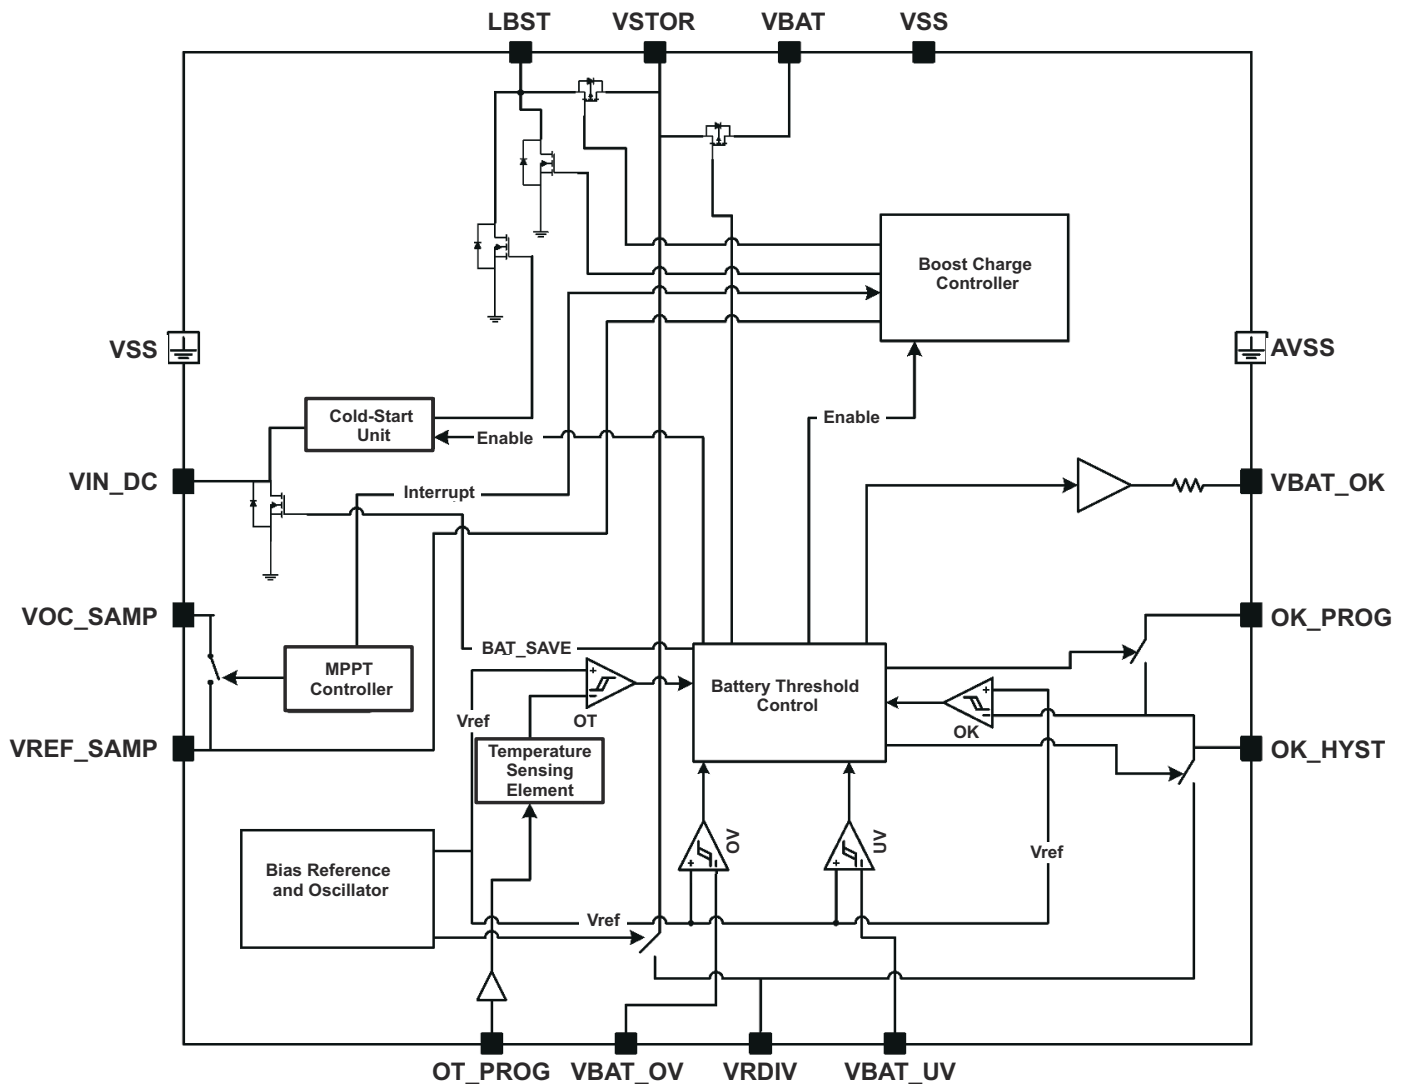 LBST VSTOR VBAT VSS
Boost Charge
Controller
VSS
AVSS
Cold-Start
Unit
Enable
Enable
VIN_DC
Interrupt
VBAT_OK
VOC_SAMP
OK_PROG
BAT_SAVE
MPPT
Controller
+
−
OT
Battery Threshold
Control
+
−
OK
Vref
VREF_SAMP
Temperature
Sensing
Element
OK_HYST
OV
+
−
UV
+
−
Vref
Bias Reference
and Oscillator
Vref
OT_PROG VBAT_OV VRDIV VBAT_UV